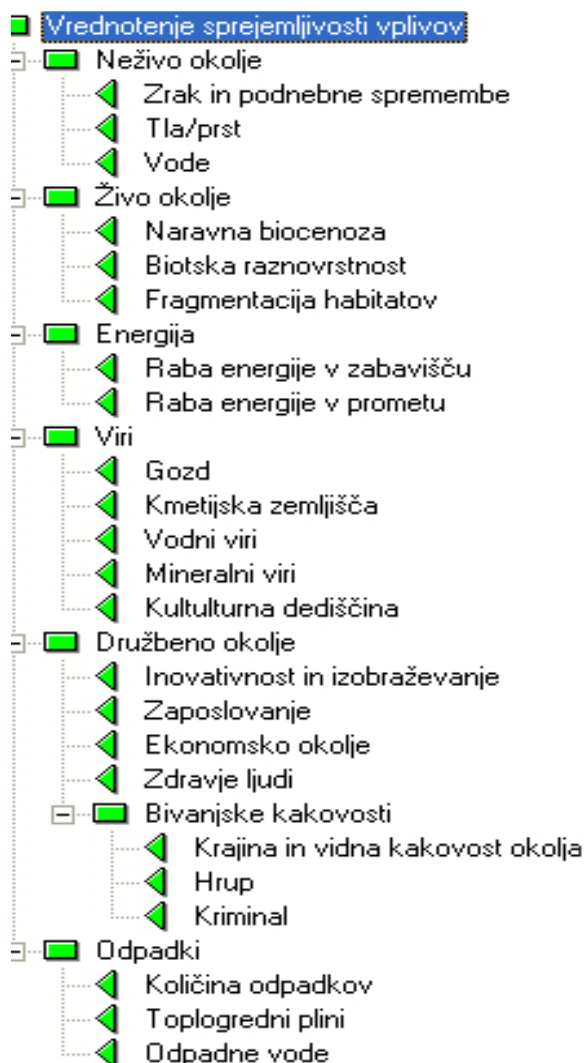 Vrednotenje sprejemljivosti vplivov
Neživo okolje
Zrak in podnebne spremembe
Tla/prst
Vode
Živo okolje
Naravna biocenoza
Biotska raznovrstnost
Fragmentacija habitatov
Energija
Raba energije v zabavišču
Raba energije v prometu
Viri
Gozd
Kmetijska zemljišča
Vodni viri
Mineralni viri
Kultulturna dediščina
Družbeno okolje
Inovativnost in izobraževanje
Zaposlovanje
Ekonomsko okolje
Zdravje ljudi
Bivanjske kakovosti
Krajina in vidna kakovost okolja
Hrup
Kriminal
Odpadki
Količina odpadkov
Toplogredni plini
Odpadne vode